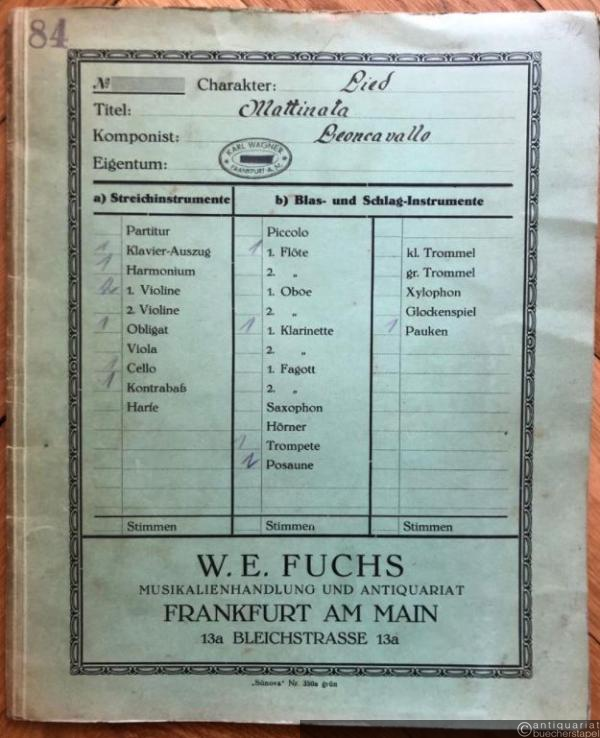 84
№ Charakter: Lied
Titel: Mattinata
Komponist: Leoncavallo
Eigentum: KARL WAGNER FRANKFURT A. M.
a) Streichinstrumente b) Blas- und Schlag-Instrumente
Partitur
1 Klavier-Auszug
1 Harmonium
2 1. Violine
2. Violine
1 Obligat
Viola
1 Cello
1 Kontrabaß
Harfe
Stimmen
Piccolo
1 1. Flöte
2. „
1. Oboe
2. „
1 1. Klarinette
2. „
1. Fagott
2. „
Saxophon
Hörner
1 Trompete
1 Posaune
Stimmen
kl. Trommel
gr. Trommel
Xylophon
Glockenspiel
1 Pauken
Stimmen
W. E. FUCHS
MUSIKALIENHANDLUNG UND ANTIQUARIAT
FRANKFURT AM MAIN
13a BLEICHSTRASSE 13a
„Sünova“ Nr. 350a grün
©antiquariat
buecherstapel